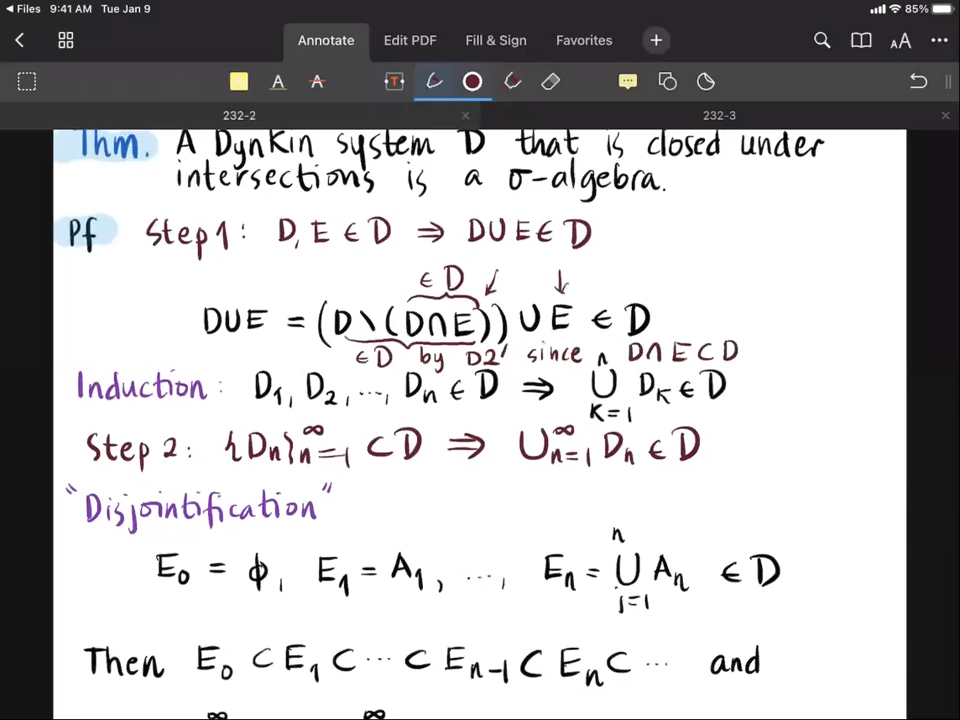 Files 9:41 AM Tue Jan 9 85%
Annotate Edit PDF Fill & Sign Favorites
232-2 232-3
Thm. A Dynkin system D that is closed under
intersections is a σ-algebra.
Pf Step 1: D, E ∈ D ⇒ D∪E ∈ D
∈ D ↙ ↓
D∪E = (D \ (D∩E)) ∪ E ∈ D
∈ D by D2' since D∩E ⊂ D
Induction: D₁, D₂, ..., Dn ∈ D ⇒ ⋃_{K=1}^{n} D_K ∈ D
Step 2: {Dn}_{n=1}^∞ ⊂ D ⇒ ⋃_{n=1}^∞ Dn ∈ D
"Disjointification"
E₀ = ϕ, E₁ = A₁, ..., En = ⋃_{j=1}^{n} An ∈ D
Then E₀ ⊂ E₁ ⊂ ... ⊂ E_{n-1} ⊂ En ⊂ ... and
∞ ∞